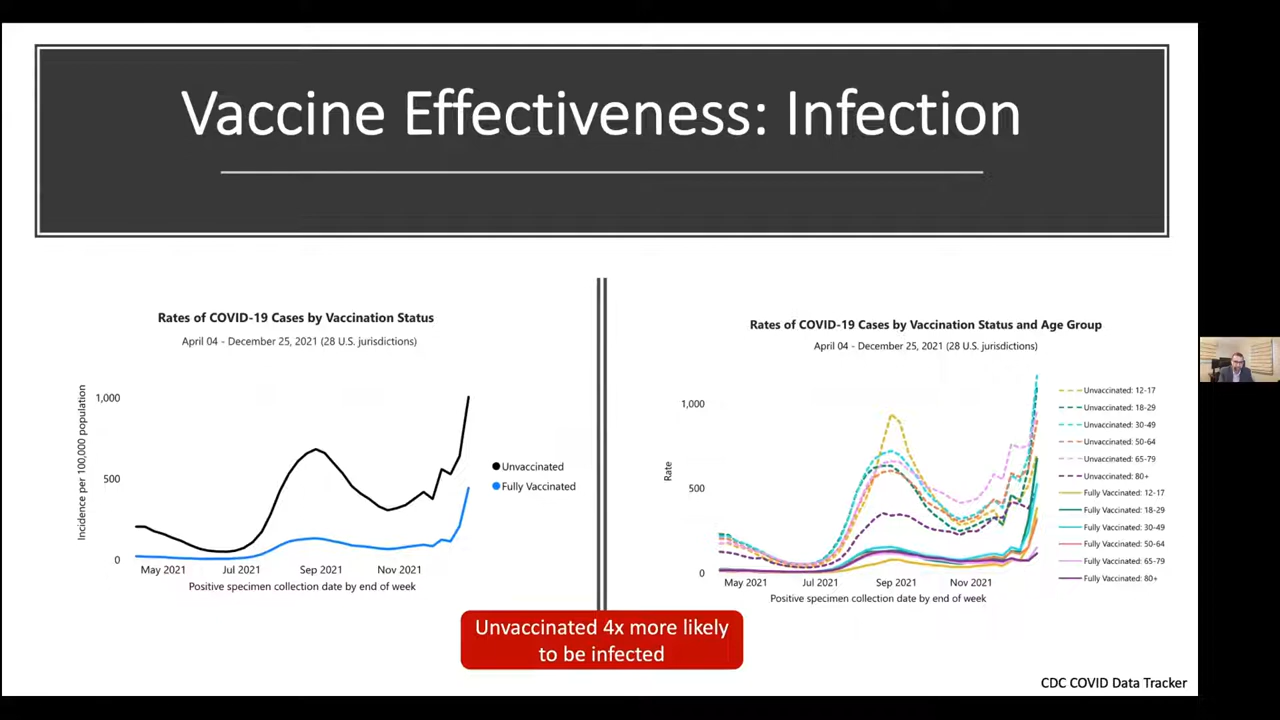 Vaccine Effectiveness: Infection
Rates of COVID-19 Cases by Vaccination Status
April 04 - December 25, 2021 (28 U.S. jurisdictions)
Incidence per 100,000 population
1,000
500
0
May 2021
Jul 2021
Sep 2021
Nov 2021
Positive specimen collection date by end of week
Unvaccinated
Fully Vaccinated
Rates of COVID-19 Cases by Vaccination Status and Age Group
April 04 - December 25, 2021 (28 U.S. jurisdictions)
Rate
1,000
500
0
May 2021
Jul 2021
Sep 2021
Nov 2021
Positive specimen collection date by end of week
Unvaccinated: 12-17
Unvaccinated: 18-29
Unvaccinated: 30-49
Unvaccinated: 50-64
Unvaccinated: 65-79
Unvaccinated: 80+
Fully Vaccinated: 12-17
Fully Vaccinated: 18-29
Fully Vaccinated: 30-49
Fully Vaccinated: 50-64
Fully Vaccinated: 65-79
Fully Vaccinated: 80+
Unvaccinated 4x more likely
to be infected
CDC COVID Data Tracker